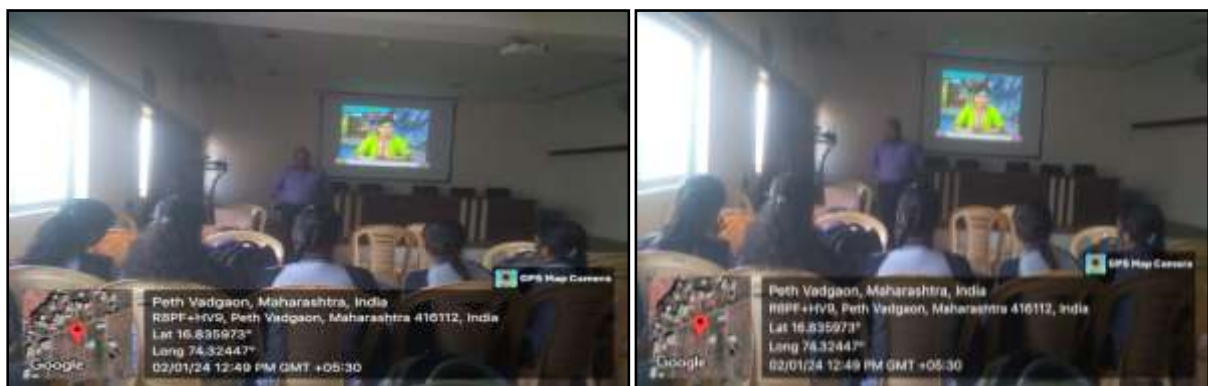 GPS Map Camera
Peth Vadgaon, Maharashtra, India
R8PF+HV9, Peth Vadgaon, Maharashtra 416112, India
Lat 16.835973°
Long 74.32447°
02/01/24 12:49 PM GMT +05:30
Google
GPS Map Camera
Peth Vadgaon, Maharashtra, India
R8PF+HV9, Peth Vadgaon, Maharashtra 416112, India
Lat 16.835973°
Long 74.32447°
02/01/24 12:49 PM GMT +05:30
Google